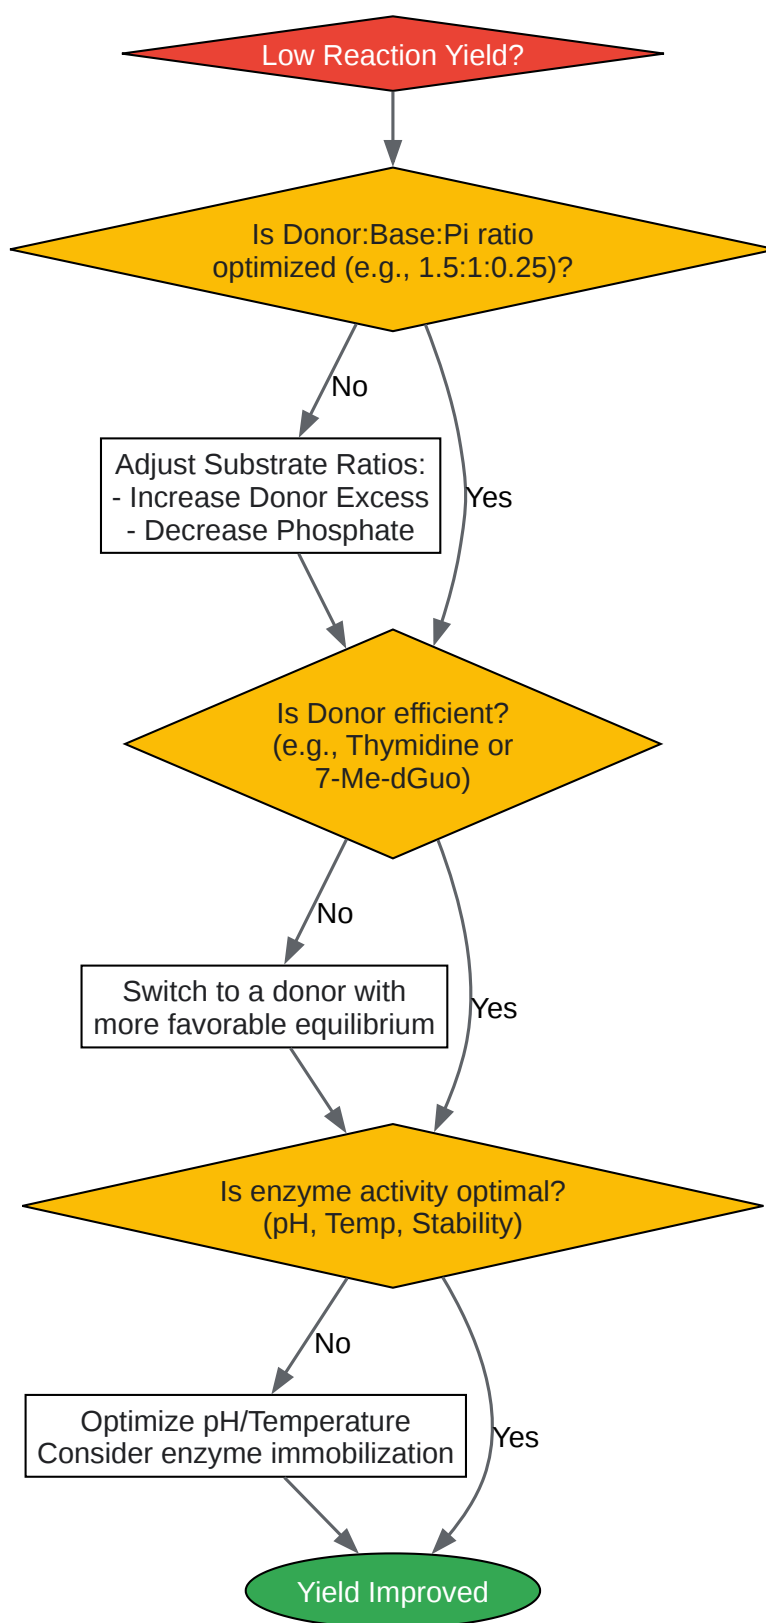 Low Reaction Yield?
Is Donor:Base:Pi ratio
optimized (e.g., 1.5:1:0.25)?
No
Adjust Substrate Ratios:
- Increase Donor Excess
- Decrease Phosphate
Yes
Is Donor efficient?
(e.g., Thymidine or
7-Me-dGuo)
No
Switch to a donor with
more favorable equilibrium
Yes
Is enzyme activity optimal?
(pH, Temp, Stability)
No
Optimize pH/Temperature
Consider enzyme immobilization
Yes
Yield Improved